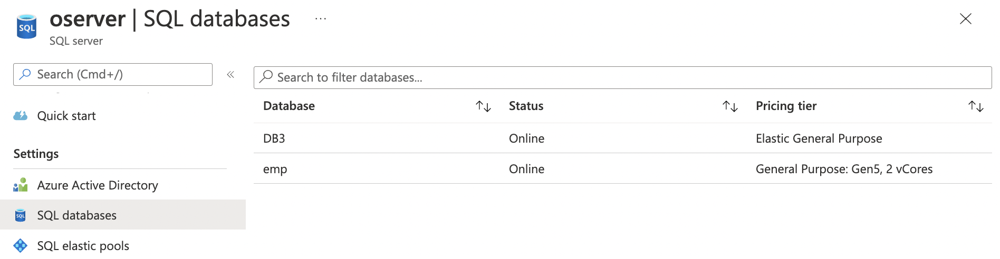 oserver | SQL databases ...
SQL server
Search (Cmd+/)
Quick start
Settings
Azure Active Directory
SQL databases
SQL elastic pools
Search to filter databases...
Database Status Pricing tier
DB3 Online Elastic General Purpose
emp Online General Purpose: Gen5, 2 vCores